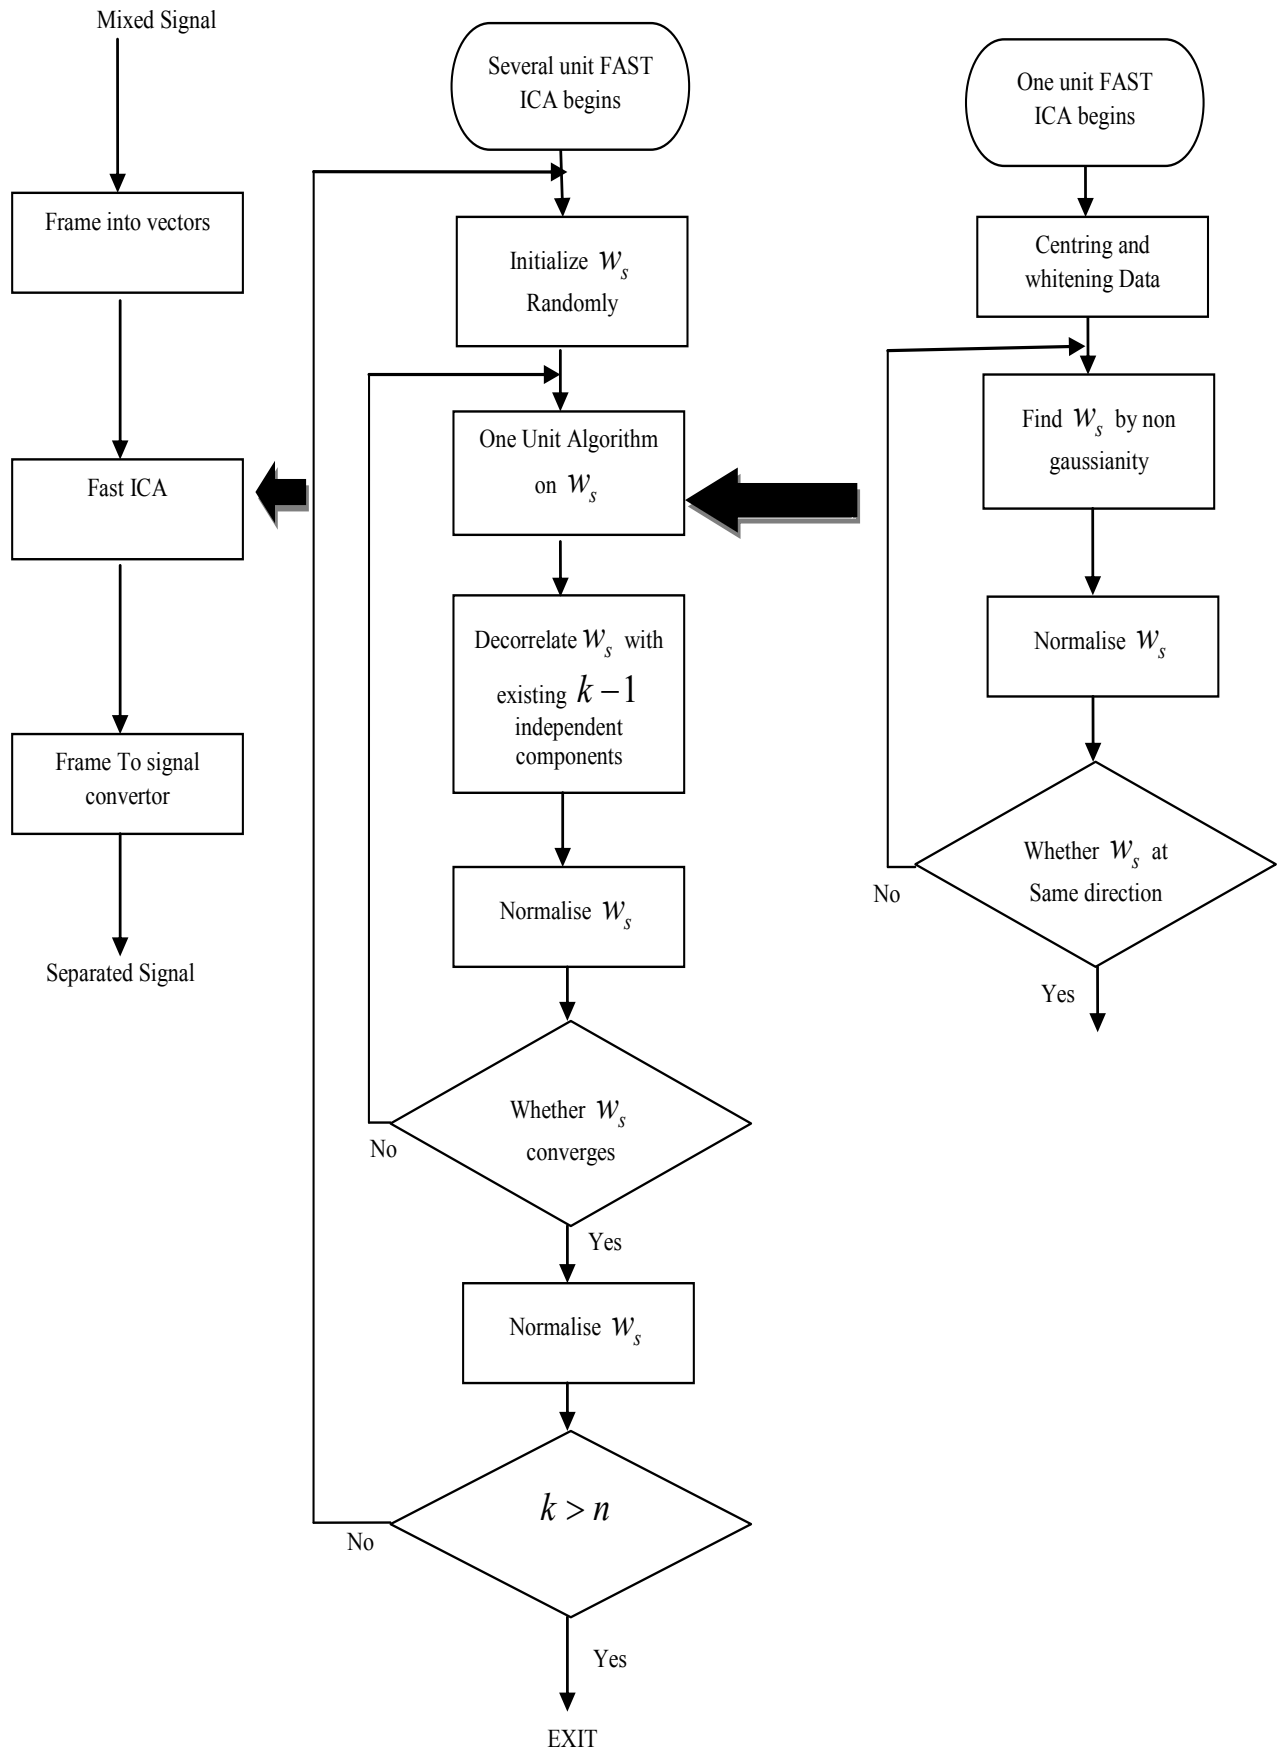 Mixed Signal
Frame into vectors
Fast ICA
Frame To signal
convertor
Separated Signal
Several unit FAST
ICA begins
Initialize w_s
Randomly
One Unit Algorithm
on w_s
Decorrelate w_s with
existing k − 1
independent
components
Normalise w_s
Whether w_s
converges
No
Yes
Normalise w_s
k > n
No
Yes
EXIT
One unit FAST
ICA begins
Centring and
whitening Data
Find w_s by non
gaussianity
Normalise w_s
Whether w_s at
Same direction
No
Yes